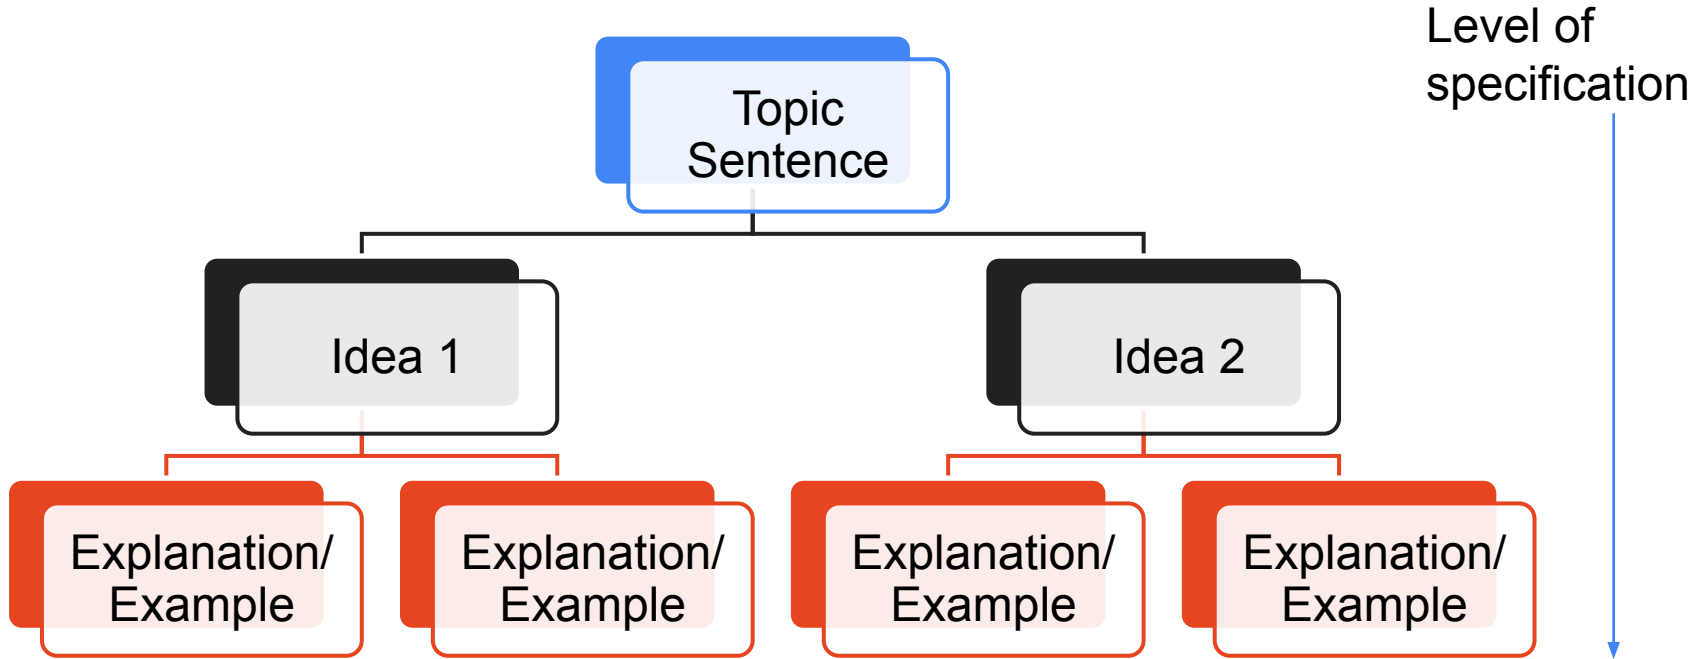 Level of
specification
Topic
Sentence
Idea 1
Idea 2
Explanation/
Example
Explanation/
Example
Explanation/
Example
Explanation/
Example